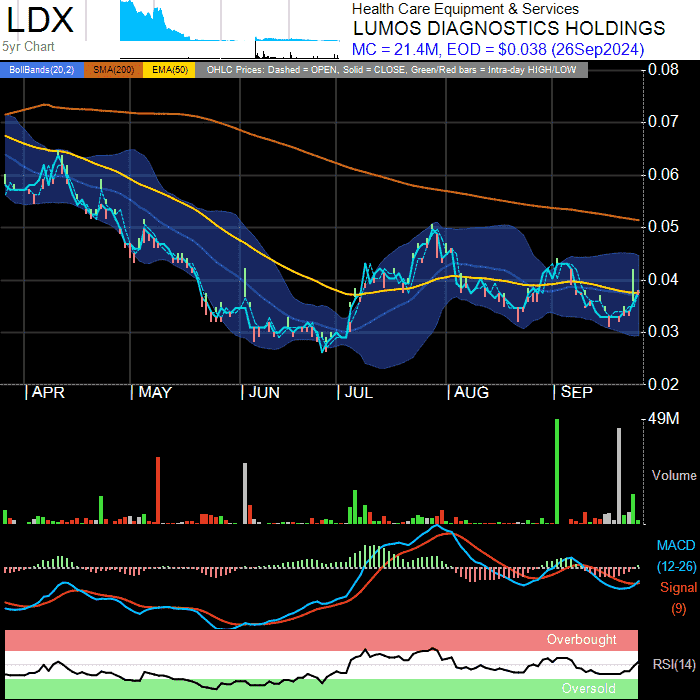 LDX
5yr Chart
Health Care Equipment & Services
LUMOS DIAGNOSTICS HOLDINGS
MC = 21.4M, EOD = $0.038 (26Sep2024)
BollBands(20,2) SMA(200) EMA(50) OHLC Prices: Dashed = OPEN, Solid = CLOSE, Green/Red bars = Intra-day HIGH/LOW
0.08
0.07
0.06
0.05
0.04
0.03
0.02
APR MAY JUN JUL AUG SEP
49M
Volume
MACD
(12-26)
Signal
(9)
Overbought
RSI(14)
Oversold